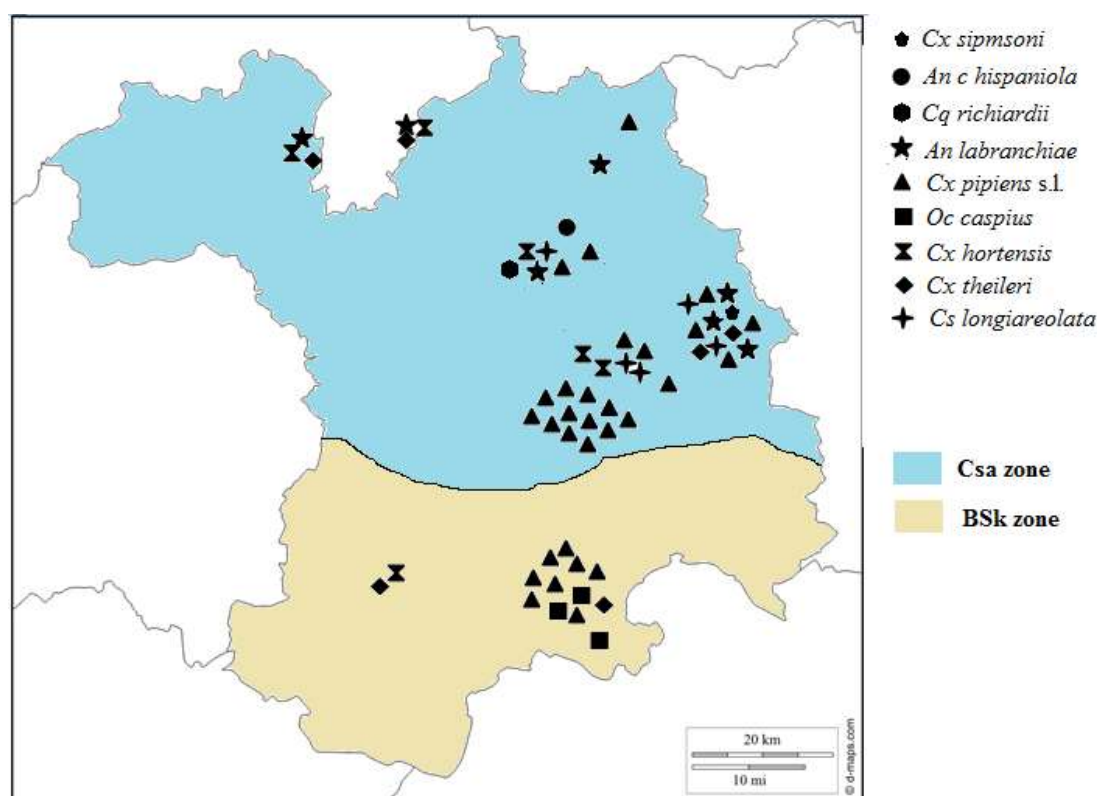 Cx sipmsoni
An c hispaniola
Cq richiardii
An labranchiae
Cx pipiens s.l.
Oc caspius
Cx hortensis
Cx theileri
Cs longiareolata
Csa zone
BSk zone
20 km
10 mi
© d-maps.com